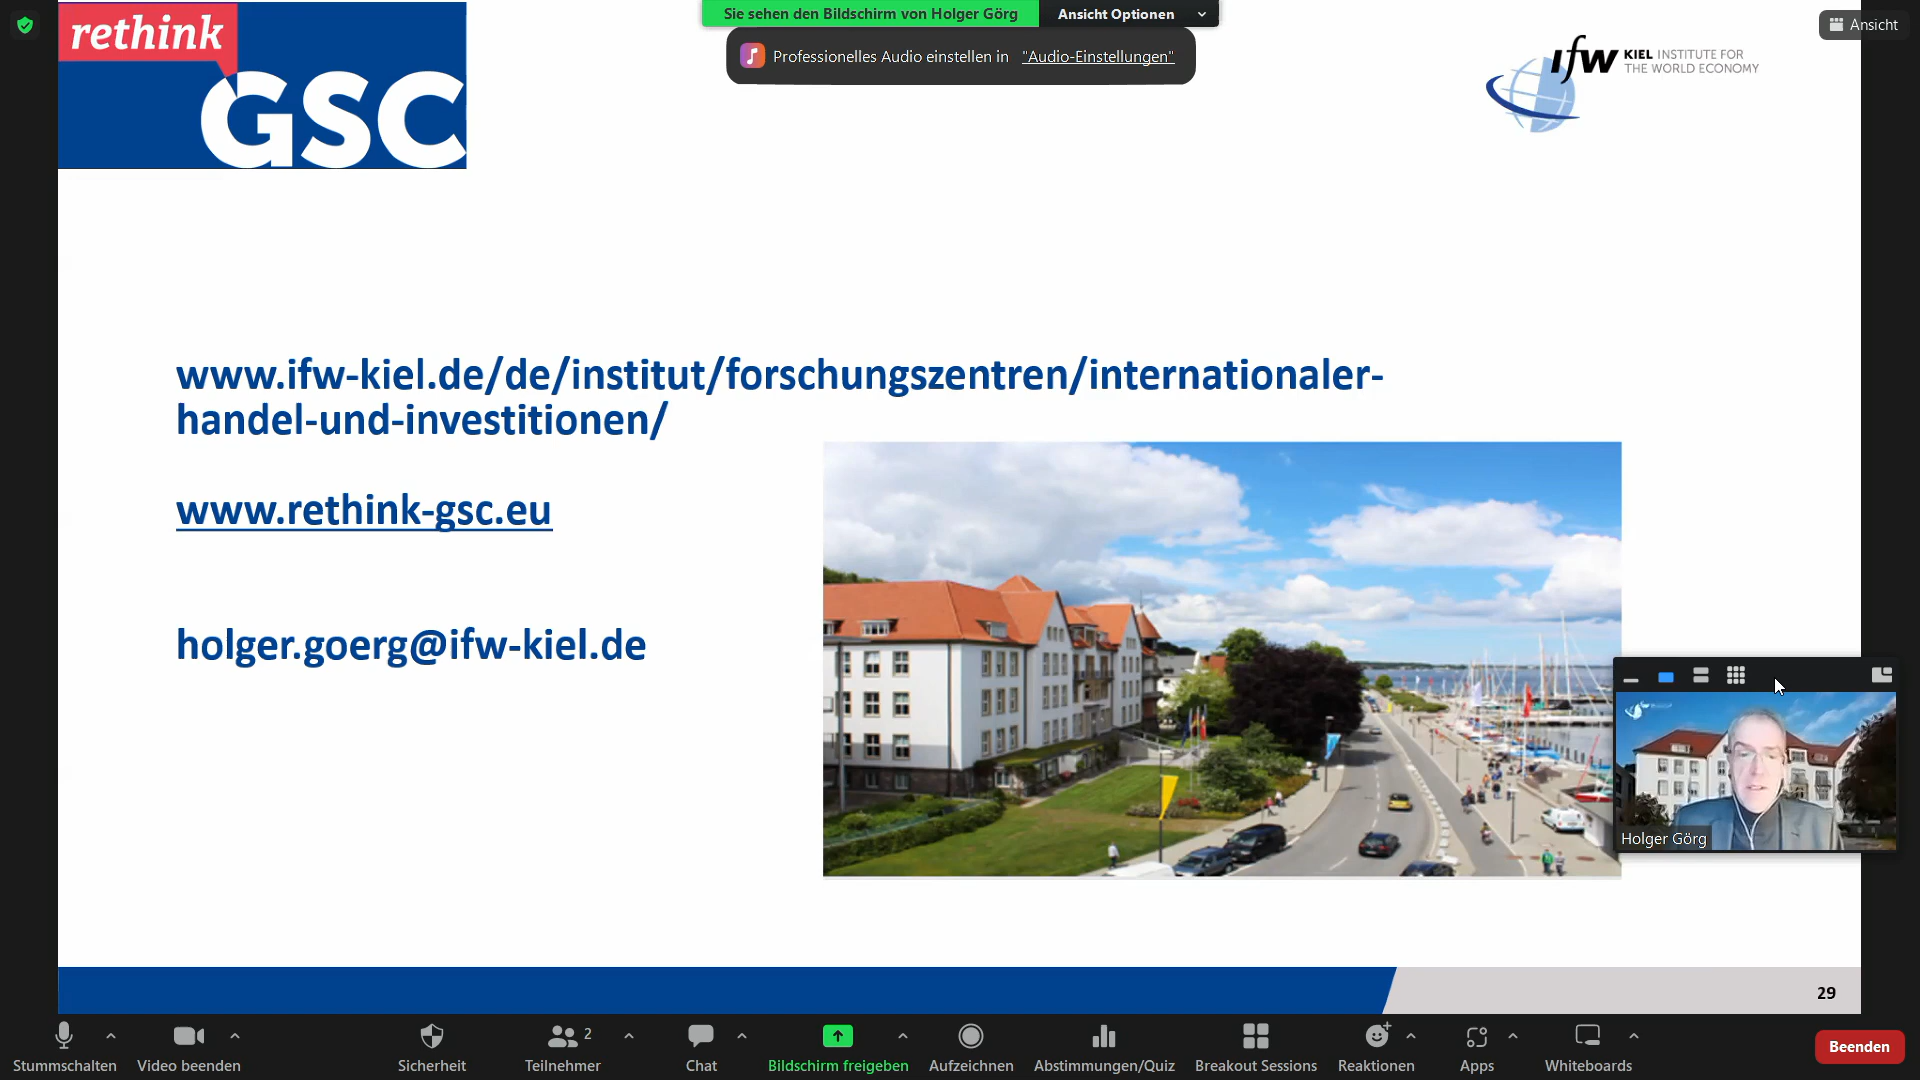 rethink
GSC
Sie sehen den Bildschirm von Holger Görg
Ansicht Optionen
Professionelles Audio einstellen in "Audio-Einstellungen"
ifw KIEL INSTITUTE FOR
THE WORLD ECONOMY
Ansicht
www.ifw-kiel.de/de/institut/forschungszentren/internationaler-
handel-und-investitionen/
www.rethink-gsc.eu
holger.goerg@ifw-kiel.de
Holger Görg
29
Stummschalten
Video beenden
Sicherheit
Teilnehmer 2
Chat
Bildschirm freigeben
Aufzeichnen
Abstimmungen/Quiz
Breakout Sessions
Reaktionen
Apps
Whiteboards
Beenden